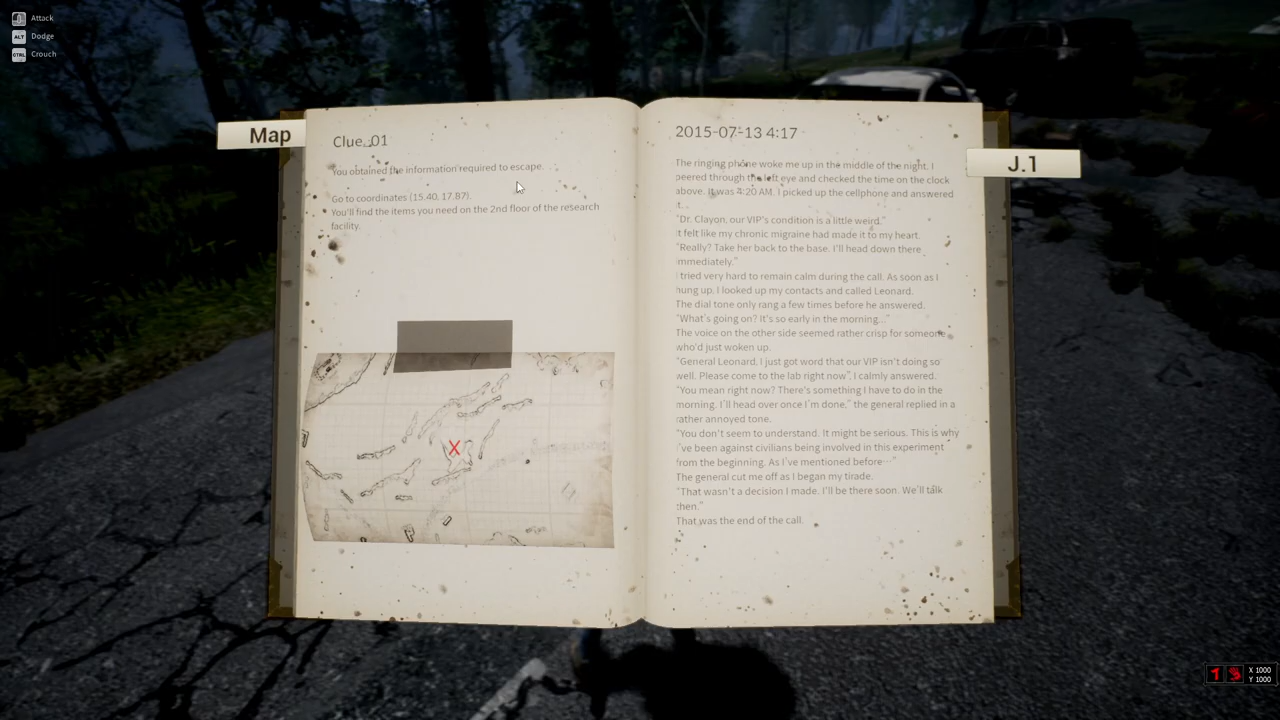 Attack
ALT Dodge
CTRL Crouch
Map
Clue. 01
You obtained the information required to escape.
Go to coordinates (15.40, 17.87).
You'll find the items you need on the 2nd floor of the research
facility.
X
2015-07-13 4:17
J.1
The ringing phone woke me up in the middle of the night. I
peered through the left eye and checked the time on the clock
above. It was 4:20 AM. I picked up the cellphone and answered
it.
"Dr. Clayon, our VIP's condition is a little weird."
It felt like my chronic migraine had made it to my heart.
"Really? Take her back to the base. I'll head down there
immediately."
I tried very hard to remain calm during the call. As soon as I
hung up, I looked up my contacts and called Leonard.
The dial tone only rang a few times before he answered.
"What's going on? It's so early in the morning..."
The voice on the other side seemed rather crisp for someone
who'd just woken up.
"General Leonard, I just got word that our VIP isn't doing so
well. Please come to the lab right now", I calmly answered.
"You mean right now? There's something I have to do in the
morning. I'll head over once I'm done," the general replied in a
rather annoyed tone.
"You don't seem to understand. It might be serious. This is why
I've been against civilians being involved in this experiment
from the beginning. As I've mentioned before…"
The general cut me off as I began my tirade.
"That wasn't a decision I made. I'll be there soon. We'll talk
then."
That was the end of the call.
X 1000
Y 1000